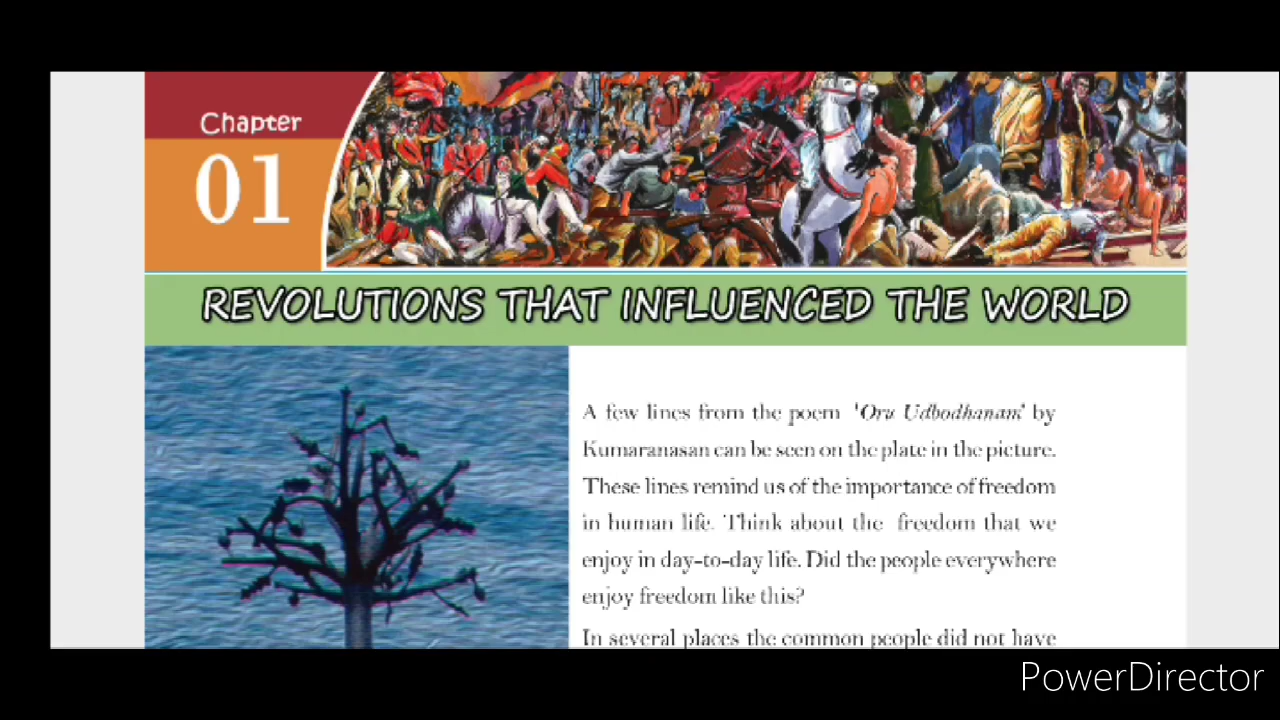 Chapter
01
REVOLUTIONS THAT INFLUENCED THE WORLD
A few lines from the poem 'Oru Udbodhanam' by
Kumaranasan can be seen on the plate in the picture.
These lines remind us of the importance of freedom
in human life. Think about the freedom that we
enjoy in day-to-day life. Did the people everywhere
enjoy freedom like this?
In several places the common people did not have
PowerDirector